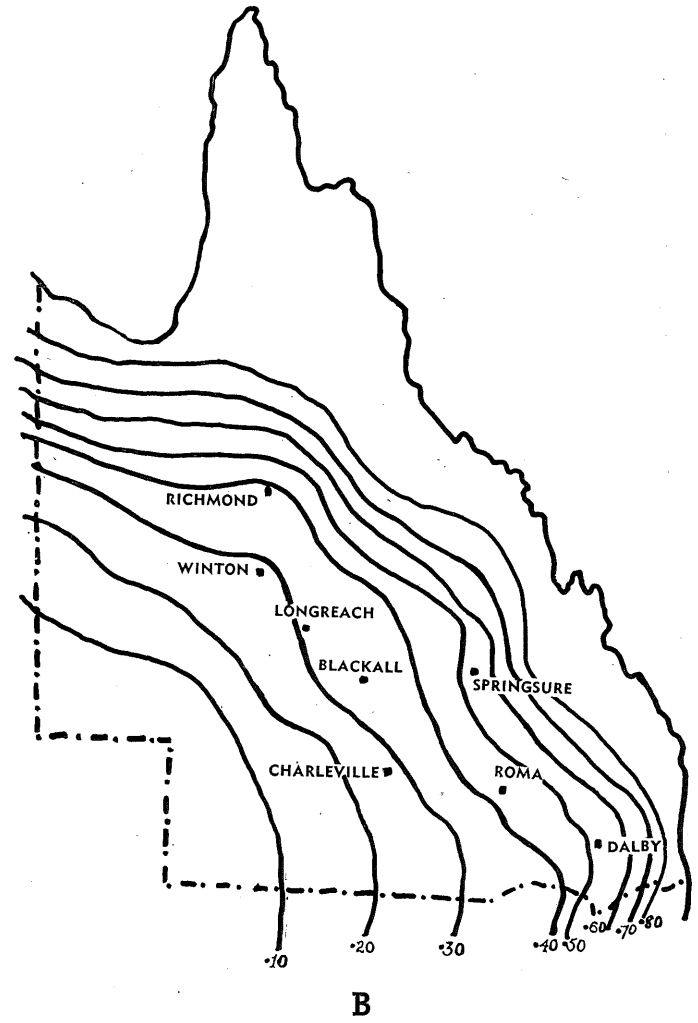 RICHMOND
WINTON
LONGREACH
BLACKALL
SPRINGSURE
CHARLEVILLE
ROMA
DALBY
.10
.20
.30
.40
.50
.60
.70
.80
B